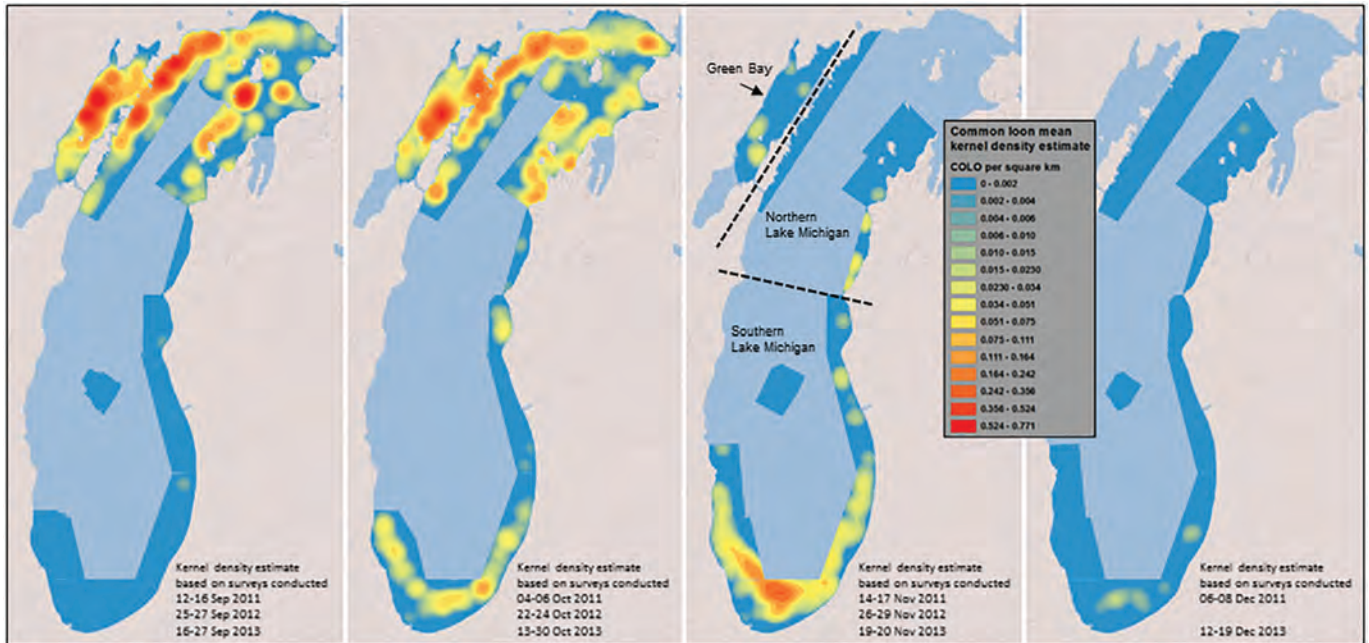 Green Bay
Northern
Lake Michigan
Southern
Lake Michigan
Common loon mean
kernel density estimate
COLO per square km
0 - 0.002
0.002 - 0.004
0.004 - 0.006
0.006 - 0.010
0.010 - 0.015
0.015 - 0.0230
0.0230 - 0.034
0.034 - 0.051
0.051 - 0.075
0.075 - 0.111
0.111 - 0.164
0.164 - 0.242
0.242 - 0.356
0.356 - 0.524
0.524 - 0.771
Kernel density estimate
based on surveys conducted
12-16 Sep 2011
25-27 Sep 2012
16-27 Sep 2013
Kernel density estimate
based on surveys conducted
04-06 Oct 2011
22-24 Oct 2012
13-30 Oct 2013
Kernel density estimate
based on surveys conducted
14-17 Nov 2011
26-29 Nov 2012
19-20 Nov 2013
Kernel density estimate
based on surveys conducted
06-08 Dec 2011
12-19 Dec 2013